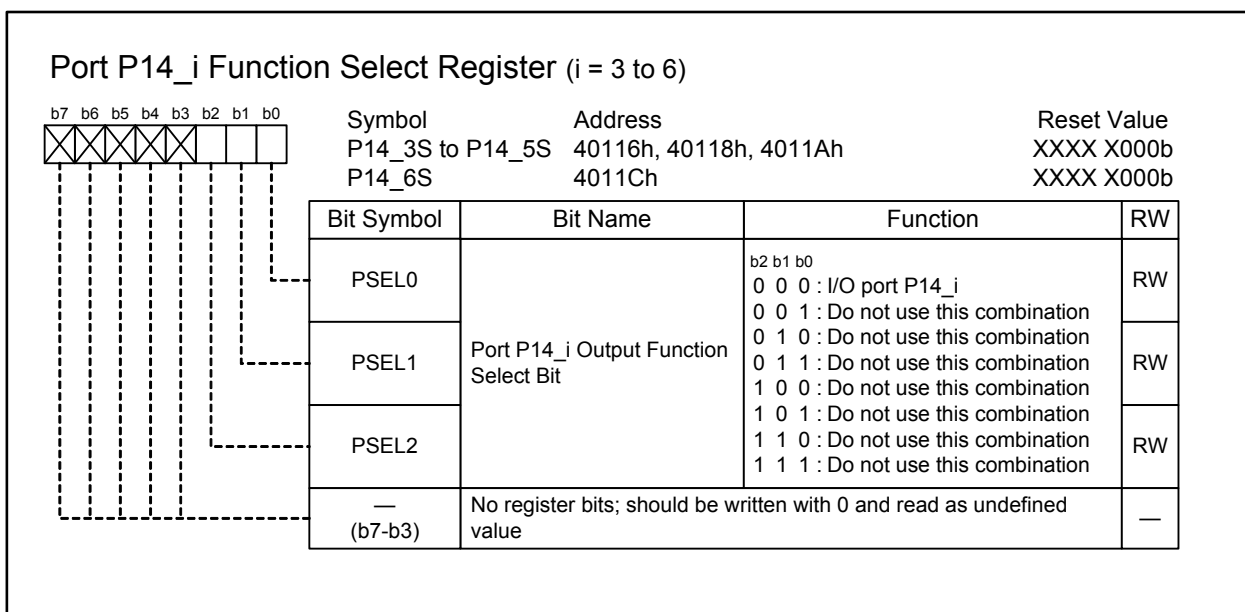 Port P14_i Function Select Register (i = 3 to 6)
b7 b6 b5 b4 b3 b2 b1 b0
Symbol Address Reset Value
P14_3S to P14_5S 40116h, 40118h, 4011Ah XXXX X000b
P14_6S 4011Ch XXXX X000b
Bit Symbol Bit Name Function RW
PSEL0 RW
PSEL1 RW
PSEL2 RW
Port P14_i Output Function
Select Bit
b2 b1 b0
0 0 0 : I/O port P14_i
0 0 1 : Do not use this combination
0 1 0 : Do not use this combination
0 1 1 : Do not use this combination
1 0 0 : Do not use this combination
1 0 1 : Do not use this combination
1 1 0 : Do not use this combination
1 1 1 : Do not use this combination
—
(b7-b3)
No register bits; should be written with 0 and read as undefined
value
—